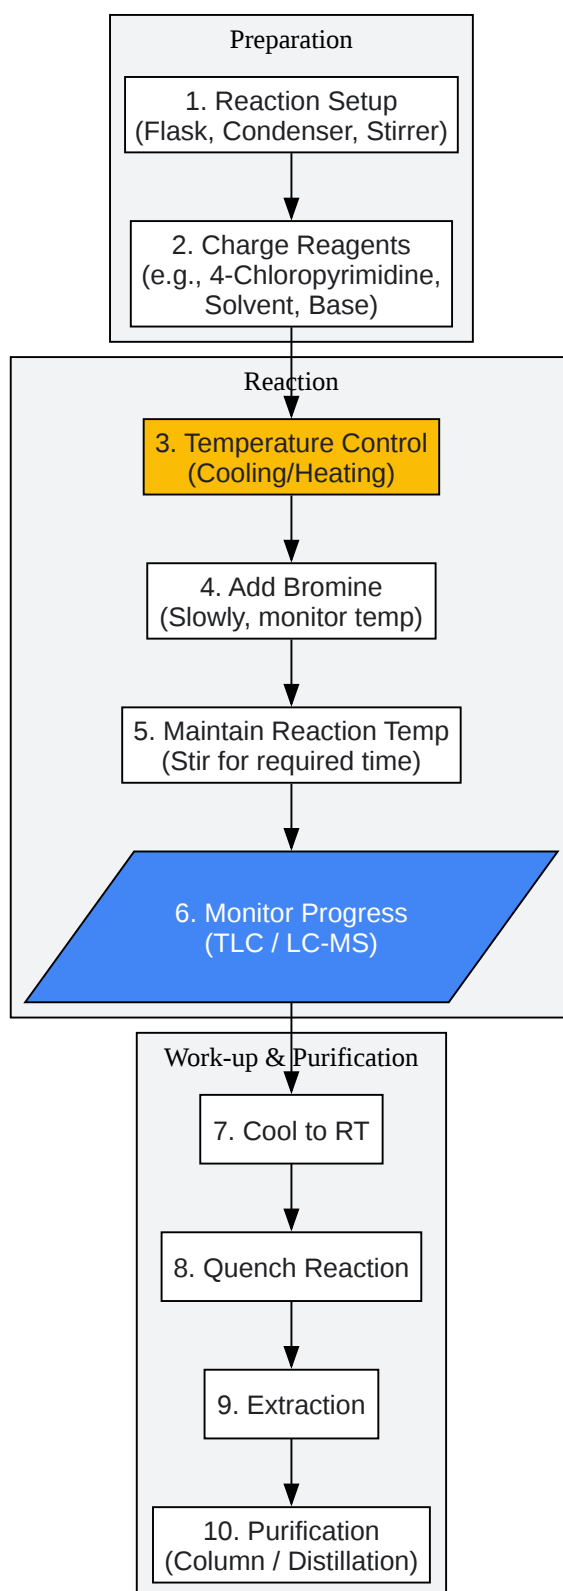 Preparation
1. Reaction Setup
(Flask, Condenser, Stirrer)
2. Charge Reagents
(e.g., 4-Chloropyrimidine,
Solvent, Base)
Reaction
3. Temperature Control
(Cooling/Heating)
4. Add Bromine
(Slowly, monitor temp)
5. Maintain Reaction Temp
(Stir for required time)
6. Monitor Progress
(TLC / LC-MS)
Work-up & Purification
7. Cool to RT
8. Quench Reaction
9. Extraction
10. Purification
(Column / Distillation)